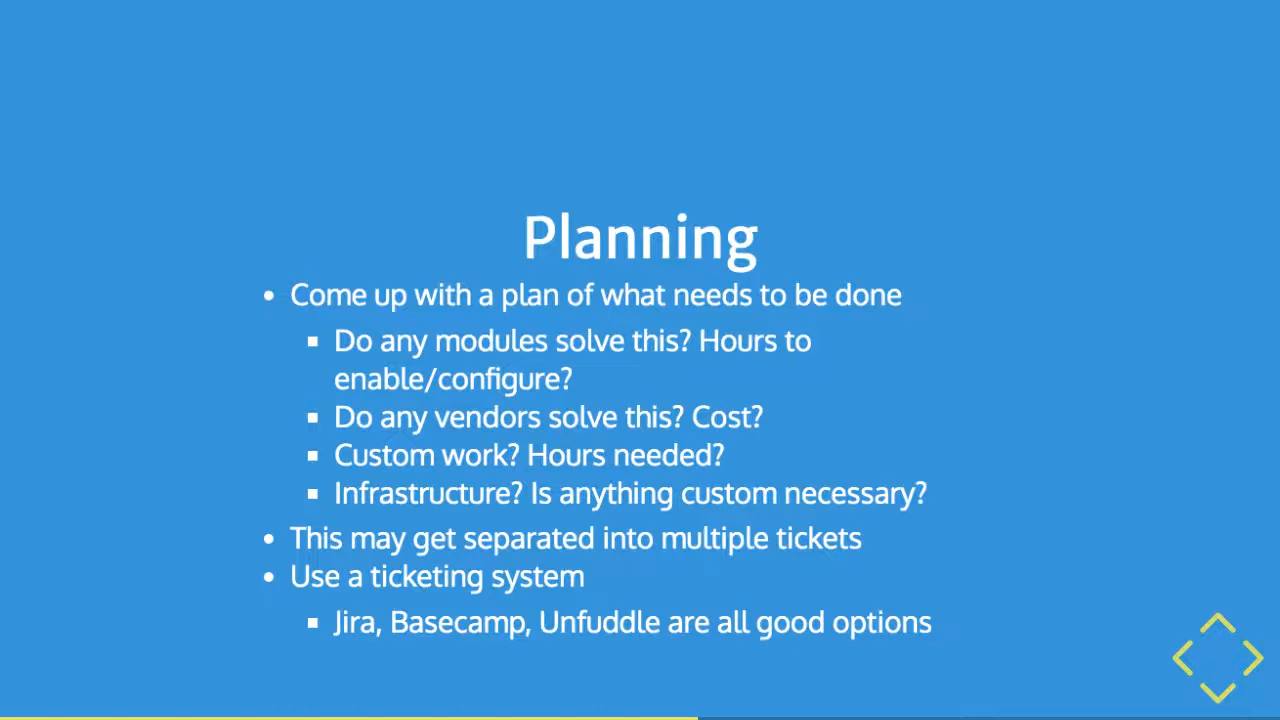 Planning
• Come up with a plan of what needs to be done
▪ Do any modules solve this? Hours to
enable/configure?
▪ Do any vendors solve this? Cost?
▪ Custom work? Hours needed?
▪ Infrastructure? Is anything custom necessary?
• This may get separated into multiple tickets
• Use a ticketing system
▪ Jira, Basecamp, Unfuddle are all good options